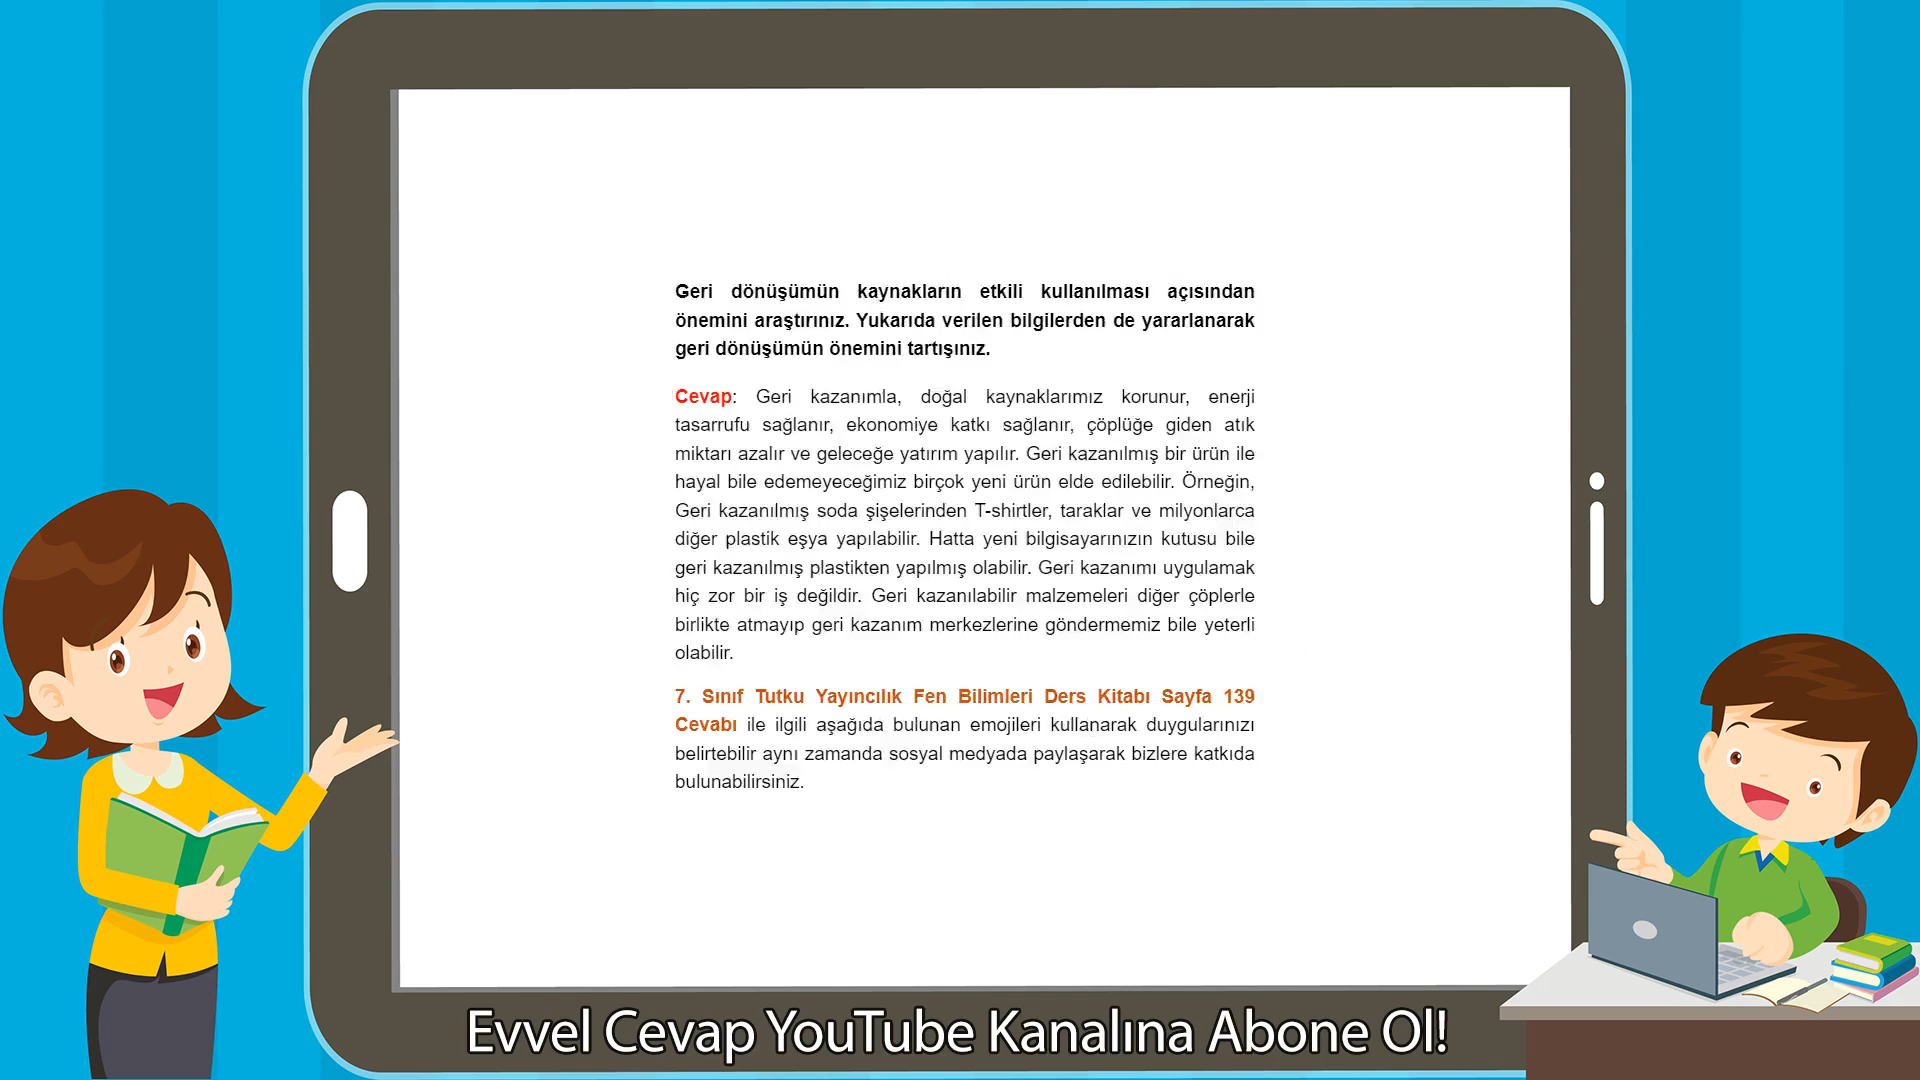 Geri dönüşümün kaynakların etkili kullanılması açısından
önemini araştırınız. Yukarıda verilen bilgilerden de yararlanarak
geri dönüşümün önemini tartışınız.
Cevap: Geri kazanımla, doğal kaynaklarımız korunur, enerji
tasarrufu sağlanır, ekonomiye katkı sağlanır, çöplüğe giden atık
miktarı azalır ve geleceğe yatırım yapılır. Geri kazanılmış bir ürün ile
hayal bile edemeyeceğimiz birçok yeni ürün elde edilebilir. Örneğin,
Geri kazanılmış soda şişelerinden T-shirtler, taraklar ve milyonlarca
diğer plastik eşya yapılabilir. Hatta yeni bilgisayarınızın kutusu bile
geri kazanılmış plastikten yapılmış olabilir. Geri kazanımı uygulamak
hiç zor bir iş değildir. Geri kazanılabilir malzemeleri diğer çöplerle
birlikte atmayıp geri kazanım merkezlerine göndermemiz bile yeterli
olabilir.
7. Sınıf Tutku Yayıncılık Fen Bilimleri Ders Kitabı Sayfa 139
Cevabı ile ilgili aşağıda bulunan emojileri kullanarak duygularınızı
belirtebilir aynı zamanda sosyal medyada paylaşarak bizlere katkıda
bulunabilirsiniz.
Evvel Cevap YouTube Kanalına Abone Ol!